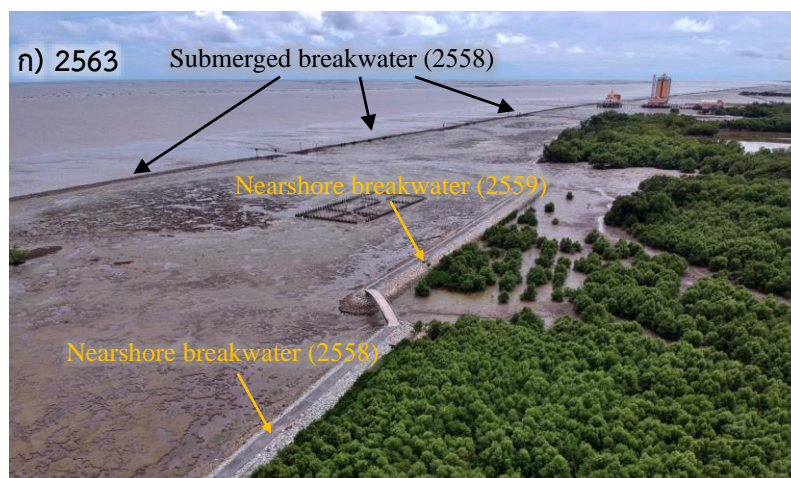 ก) 2563
Submerged breakwater (2558)
Nearshore breakwater (2559)
Nearshore breakwater (2558)